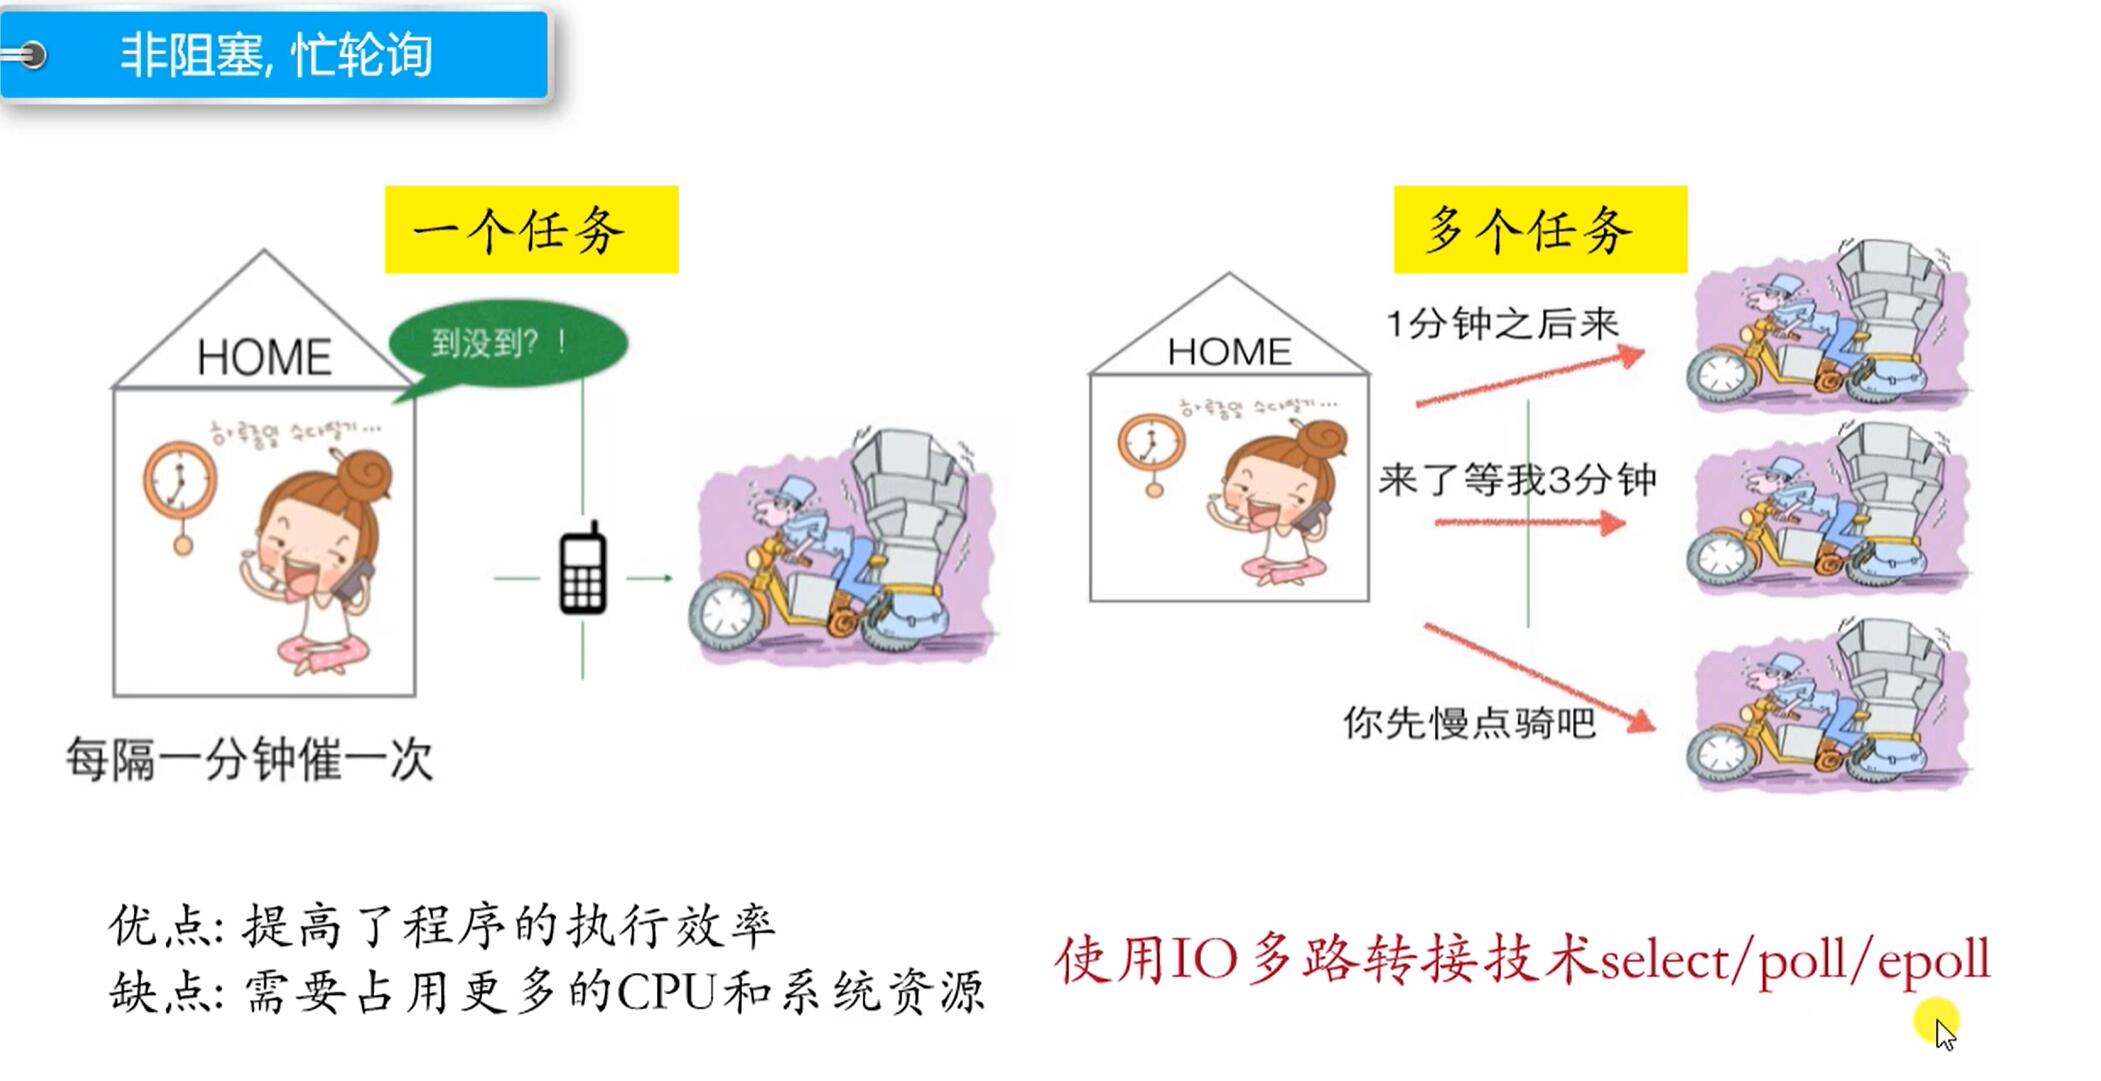 非阻塞, 忙轮询
一个任务
HOME
到没到？！
하루종일 수다떨기...
每隔一分钟催一次
多个任务
HOME
하루종일 수다떨기...
1分钟之后来
来了等我3分钟
你先慢点骑吧
优点: 提高了程序的执行效率
缺点: 需要占用更多的CPU和系统资源
使用IO多路转接技术select/poll/epoll